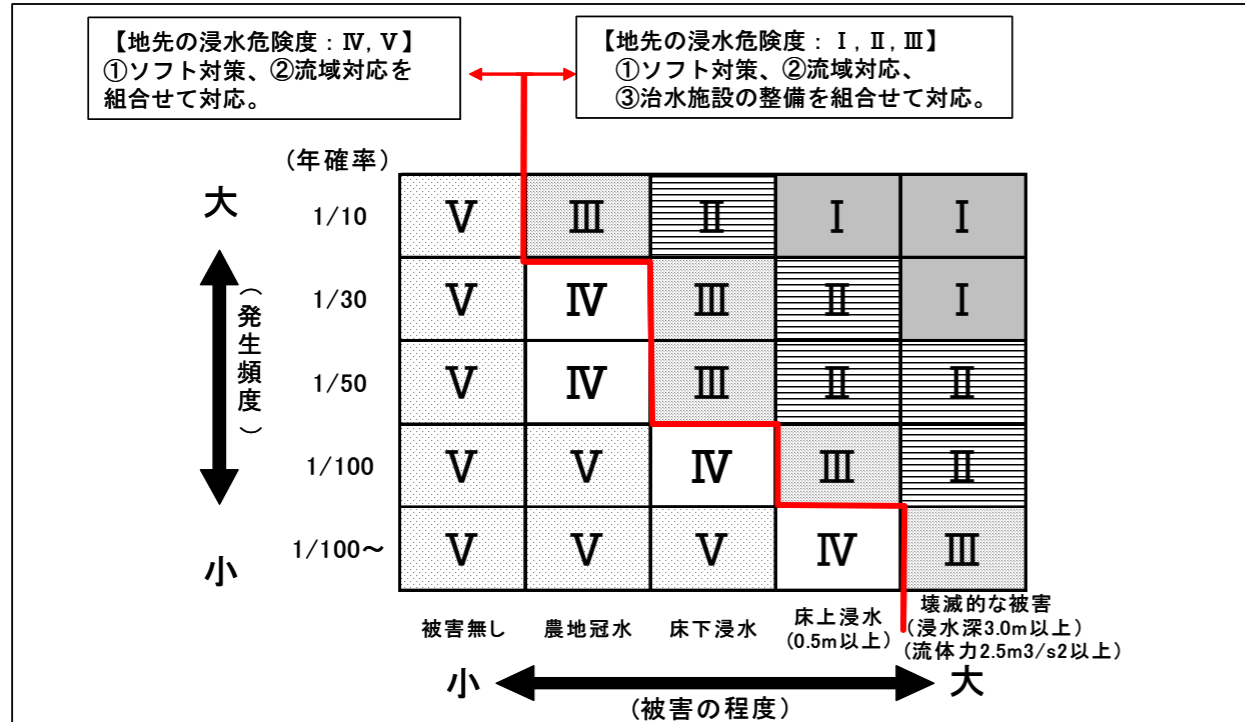 【地先の浸水危険度：Ⅳ，Ⅴ】
①ソフト対策、②流域対応を
組合せて対応。
【地先の浸水危険度：Ⅰ，Ⅱ，Ⅲ】
①ソフト対策、②流域対応、
③治水施設の整備を組合せて対応。
(年確率)
大
(発生頻度)
小
1/10 Ⅴ Ⅲ Ⅱ Ⅰ Ⅰ
1/30 Ⅴ Ⅳ Ⅲ Ⅱ Ⅰ
1/50 Ⅴ Ⅳ Ⅲ Ⅱ Ⅱ
1/100 Ⅴ Ⅴ Ⅳ Ⅲ Ⅱ
1/100～ Ⅴ Ⅴ Ⅴ Ⅳ Ⅲ
被害無し
農地冠水
床下浸水
床上浸水
(0.5m以上)
壊滅的な被害
(浸水深3.0m以上)
(流体力2.5m3/s2以上)
小
大
(被害の程度)